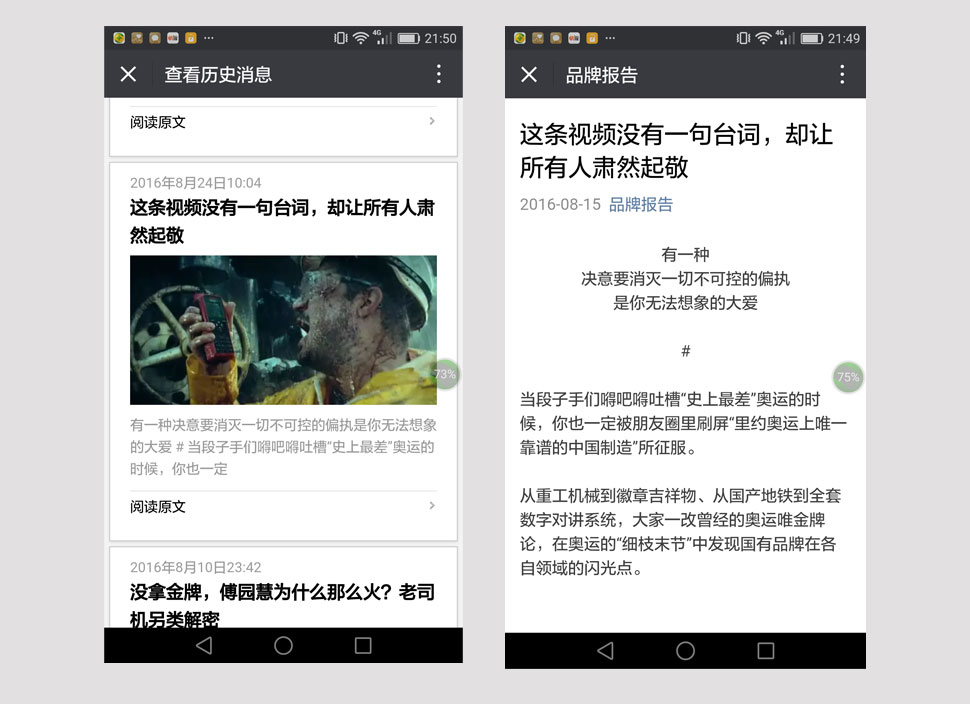 4G
21:50
查看历史消息
阅读原文
2016年8月24日10:04
这条视频没有一句台词，却让所有人肃
然起敬
73%
有一种决意要消灭一切不可控的偏执是你无法想象
的大爱 # 当段子手们嘚吧嘚吐槽“史上最差”奥运的
时候，你也一定
阅读原文
2016年8月10日23:42
没拿金牌，傅园慧为什么那么火？老司
机另类解密
4G
21:49
品牌报告
这条视频没有一句台词，却让
所有人肃然起敬
2016-08-15 品牌报告
有一种
决意要消灭一切不可控的偏执
是你无法想象的大爱
#
75%
当段子手们嘚吧嘚吐槽“史上最差”奥运的时
候，你也一定被朋友圈里刷屏“里约奥运上唯一
靠谱的中国制造”所征服。
从重工机械到徽章吉祥物、从国产地铁到全套
数字对讲系统，大家一改曾经的奥运唯金牌
论，在奥运的“细枝末节”中发现国有品牌在各
自领域的闪光点。